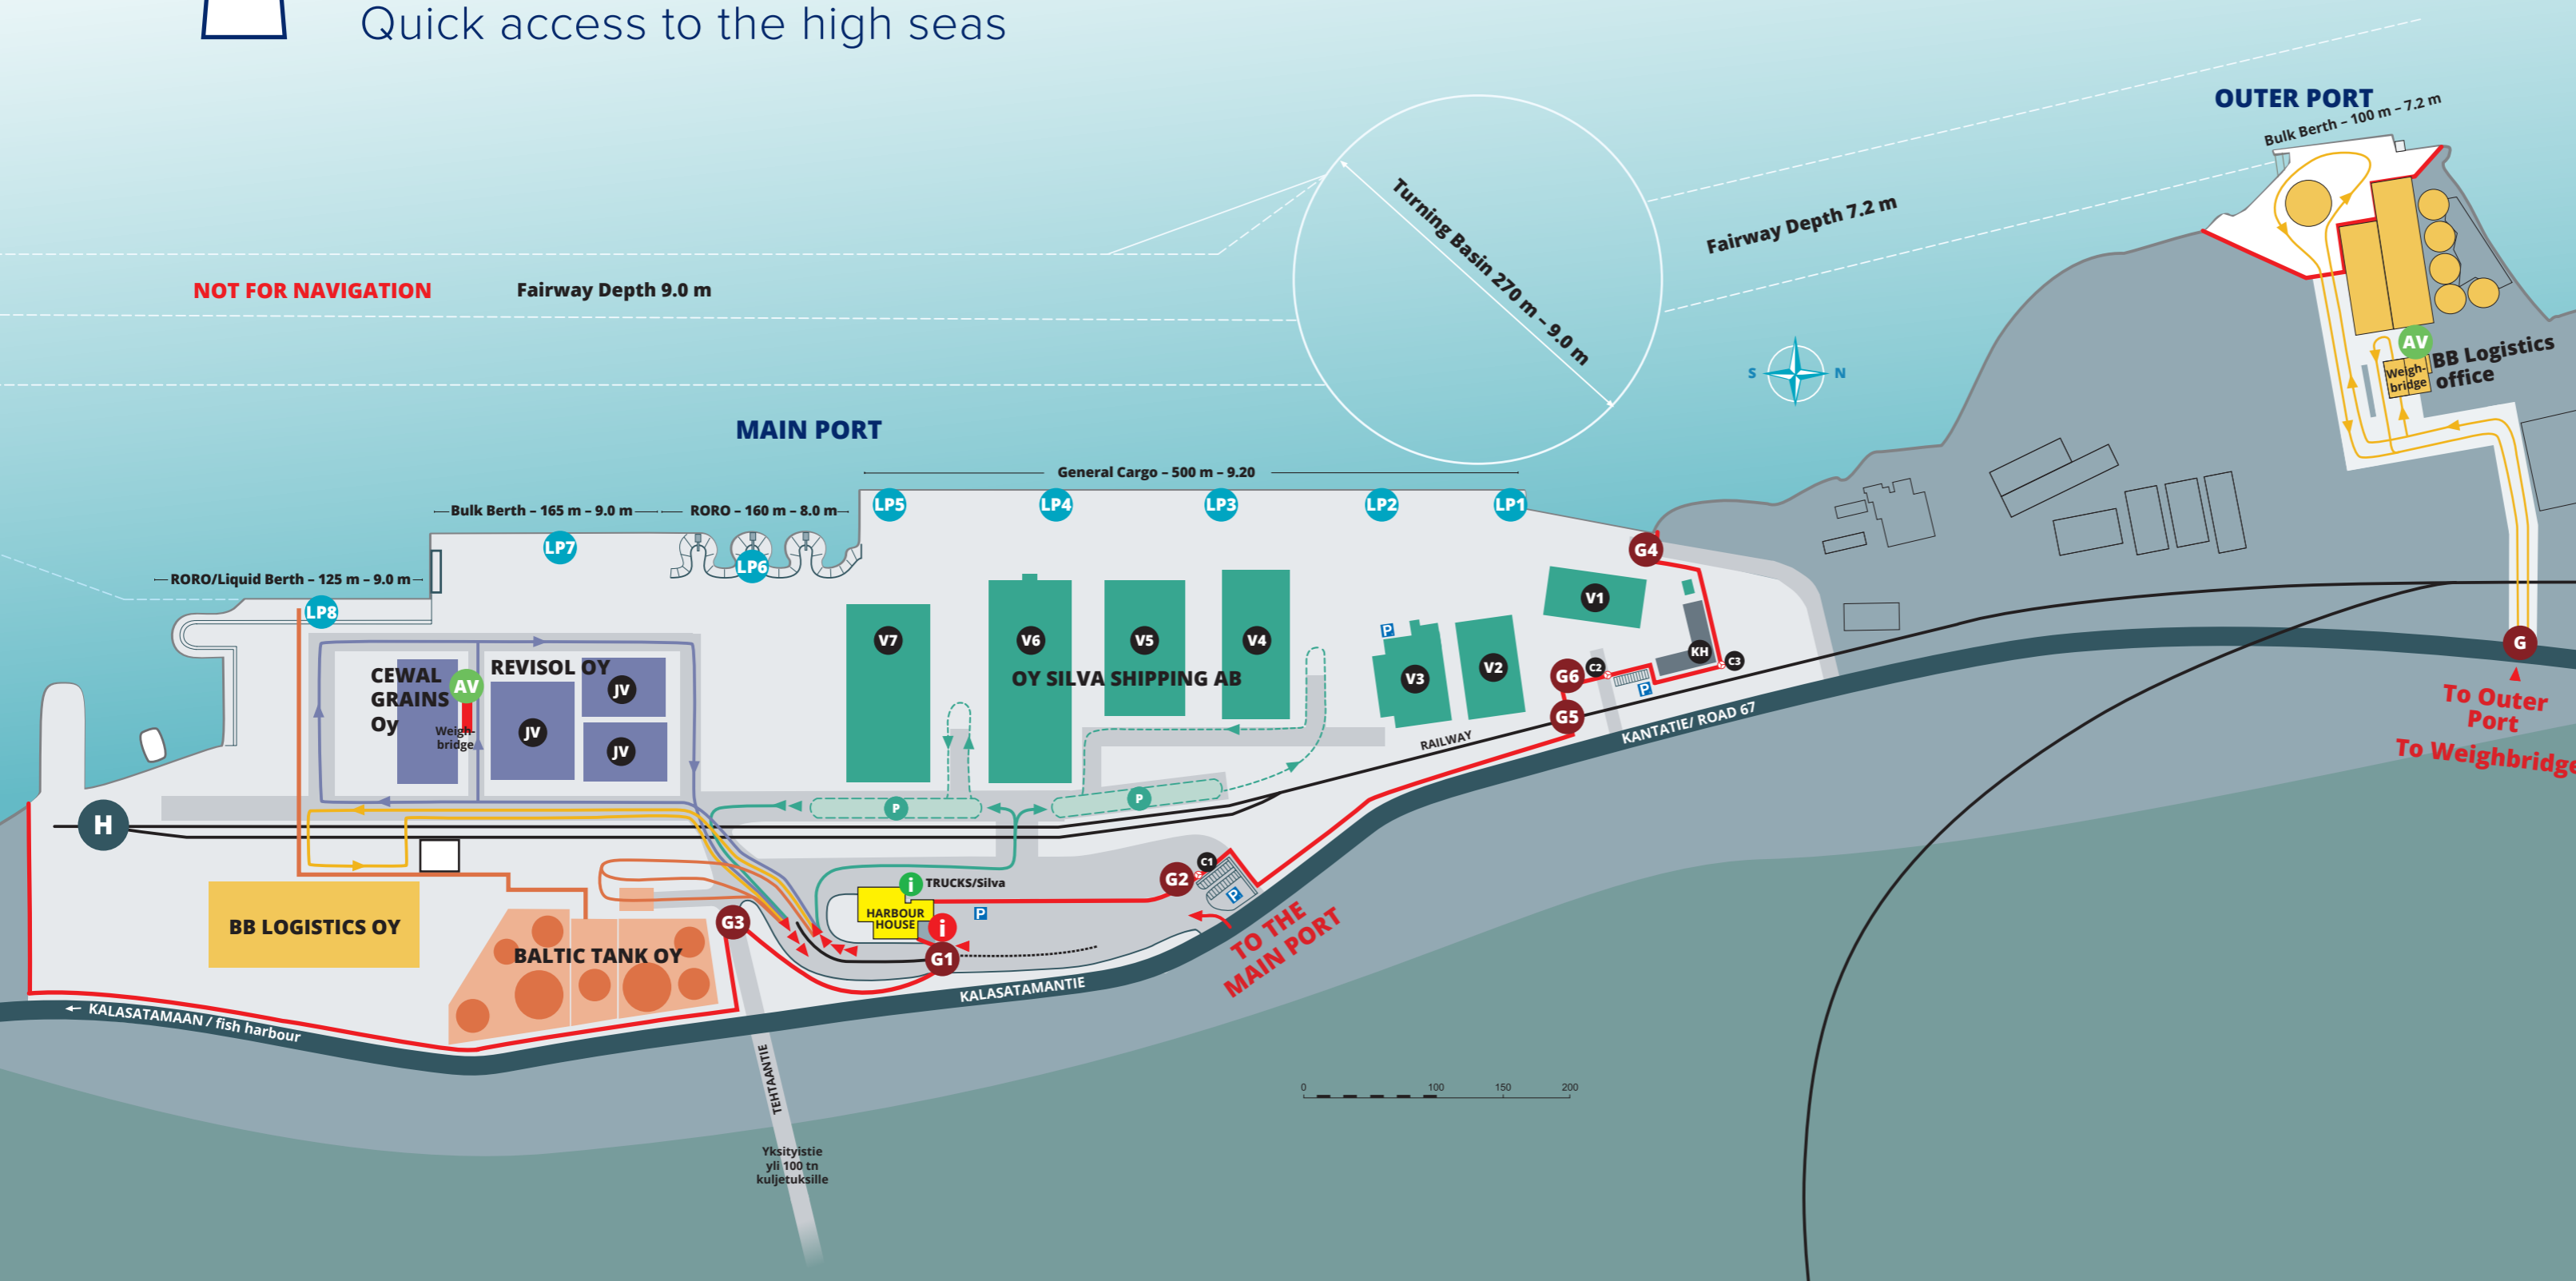 Quick access to the high seas
OUTER PORT
Bulk Berth – 100 m – 7.2 m
Turning Basin 270 m – 9.0 m
Fairway Depth 7.2 m
NOT FOR NAVIGATION
Fairway Depth 9.0 m
S N
AV
BB Logistics
office
Weigh-
bridge
MAIN PORT
General Cargo – 500 m – 9.20
LP5 LP4 LP3 LP2 LP1
Bulk Berth – 165 m – 9.0 m
RORO – 160 m – 8.0 m
LP7
LP6
G4
RORO/Liquid Berth – 125 m – 9.0 m
LP8
V1
V7 V6 V5 V4
P
V3
V2
KH
C3
C2
G6
P
G5
G
To Outer
Port
To Weighbridge
CEWAL
GRAINS
Oy
AV
Weigh-
bridge
REVISOL OY
JV
JV
JV
OY SILVA SHIPPING AB
RAILWAY
KANTATIE/ ROAD 67
P
P
H
C1
G2
P
i
TRUCKS/Silva
HARBOUR
HOUSE
P
i
G1
G3
BB LOGISTICS OY
BALTIC TANK OY
TO THE
MAIN PORT
KALASATAMANTIE
← KALASATAMAAN / fish harbour
TEHTAANTIE
0 100 150 200
Yksityistie
yli 100 tn
kuljetuksille